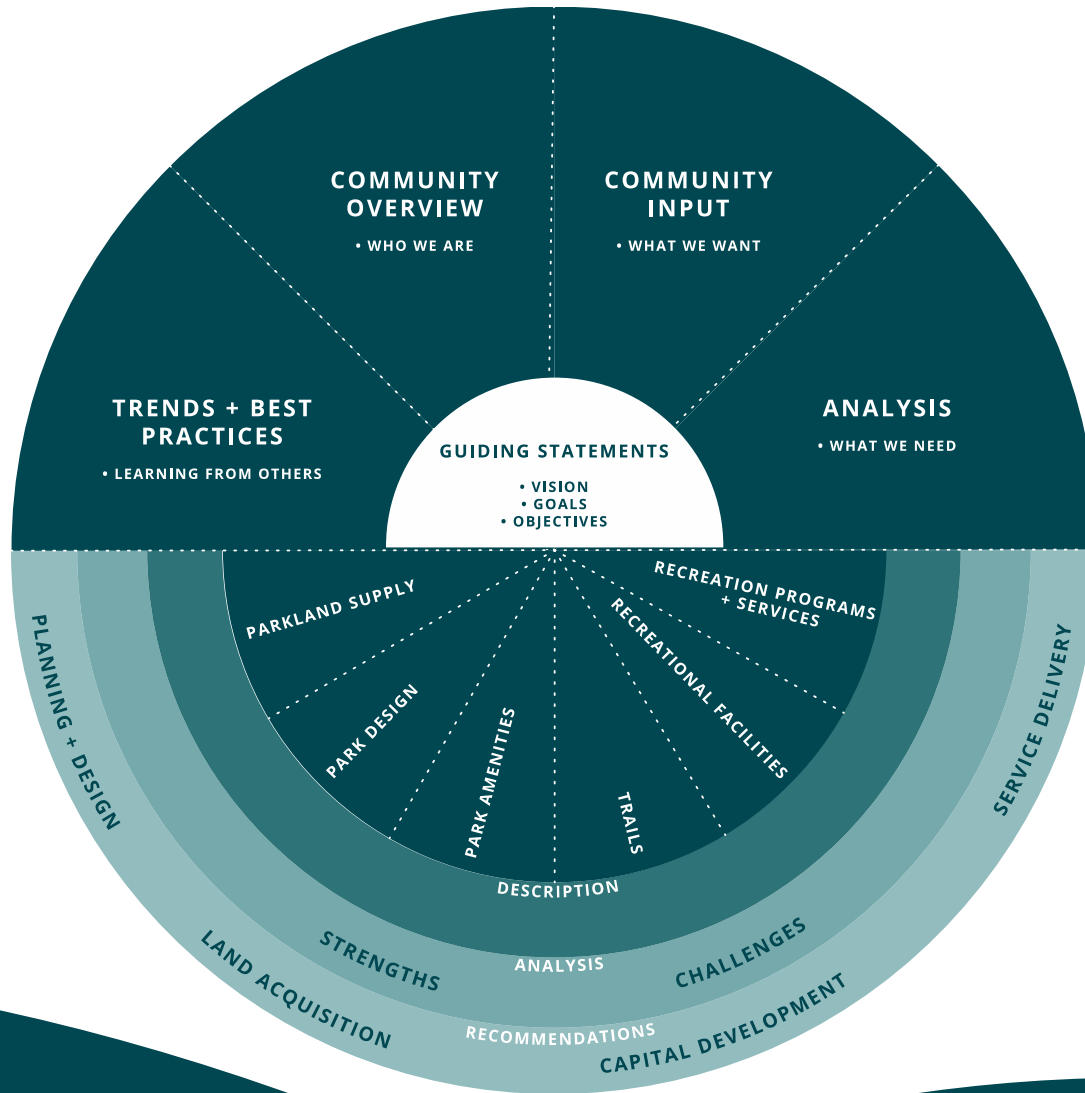 COMMUNITY
OVERVIEW
• WHO WE ARE
COMMUNITY
INPUT
• WHAT WE WANT
TRENDS + BEST
PRACTICES
• LEARNING FROM OTHERS
ANALYSIS
• WHAT WE NEED
GUIDING STATEMENTS
• VISION
• GOALS
• OBJECTIVES
PARKLAND SUPPLY
PARK DESIGN
PARK AMENITIES
TRAILS
RECREATIONAL FACILITIES
RECREATION PROGRAMS
+ SERVICES
DESCRIPTION
STRENGTHS
ANALYSIS
CHALLENGES
PLANNING + DESIGN
LAND ACQUISITION
RECOMMENDATIONS
CAPITAL DEVELOPMENT
SERVICE DELIVERY